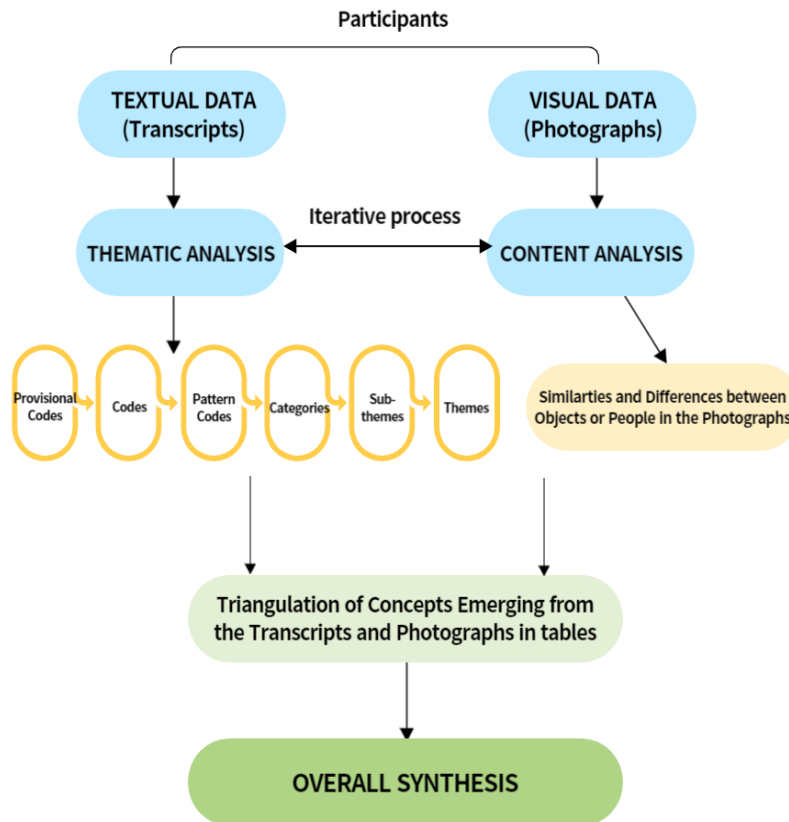 Participants
TEXTUAL DATA
(Transcripts)
VISUAL DATA
(Photographs)
Iterative process
THEMATIC ANALYSIS
CONTENT ANALYSIS
Provisional
Codes
Codes
Pattern
Codes
Categories
Sub-
themes
Themes
Similarties and Differences between
Objects or People in the Photographs
Triangulation of Concepts Emerging from
the Transcripts and Photographs in tables
OVERALL SYNTHESIS